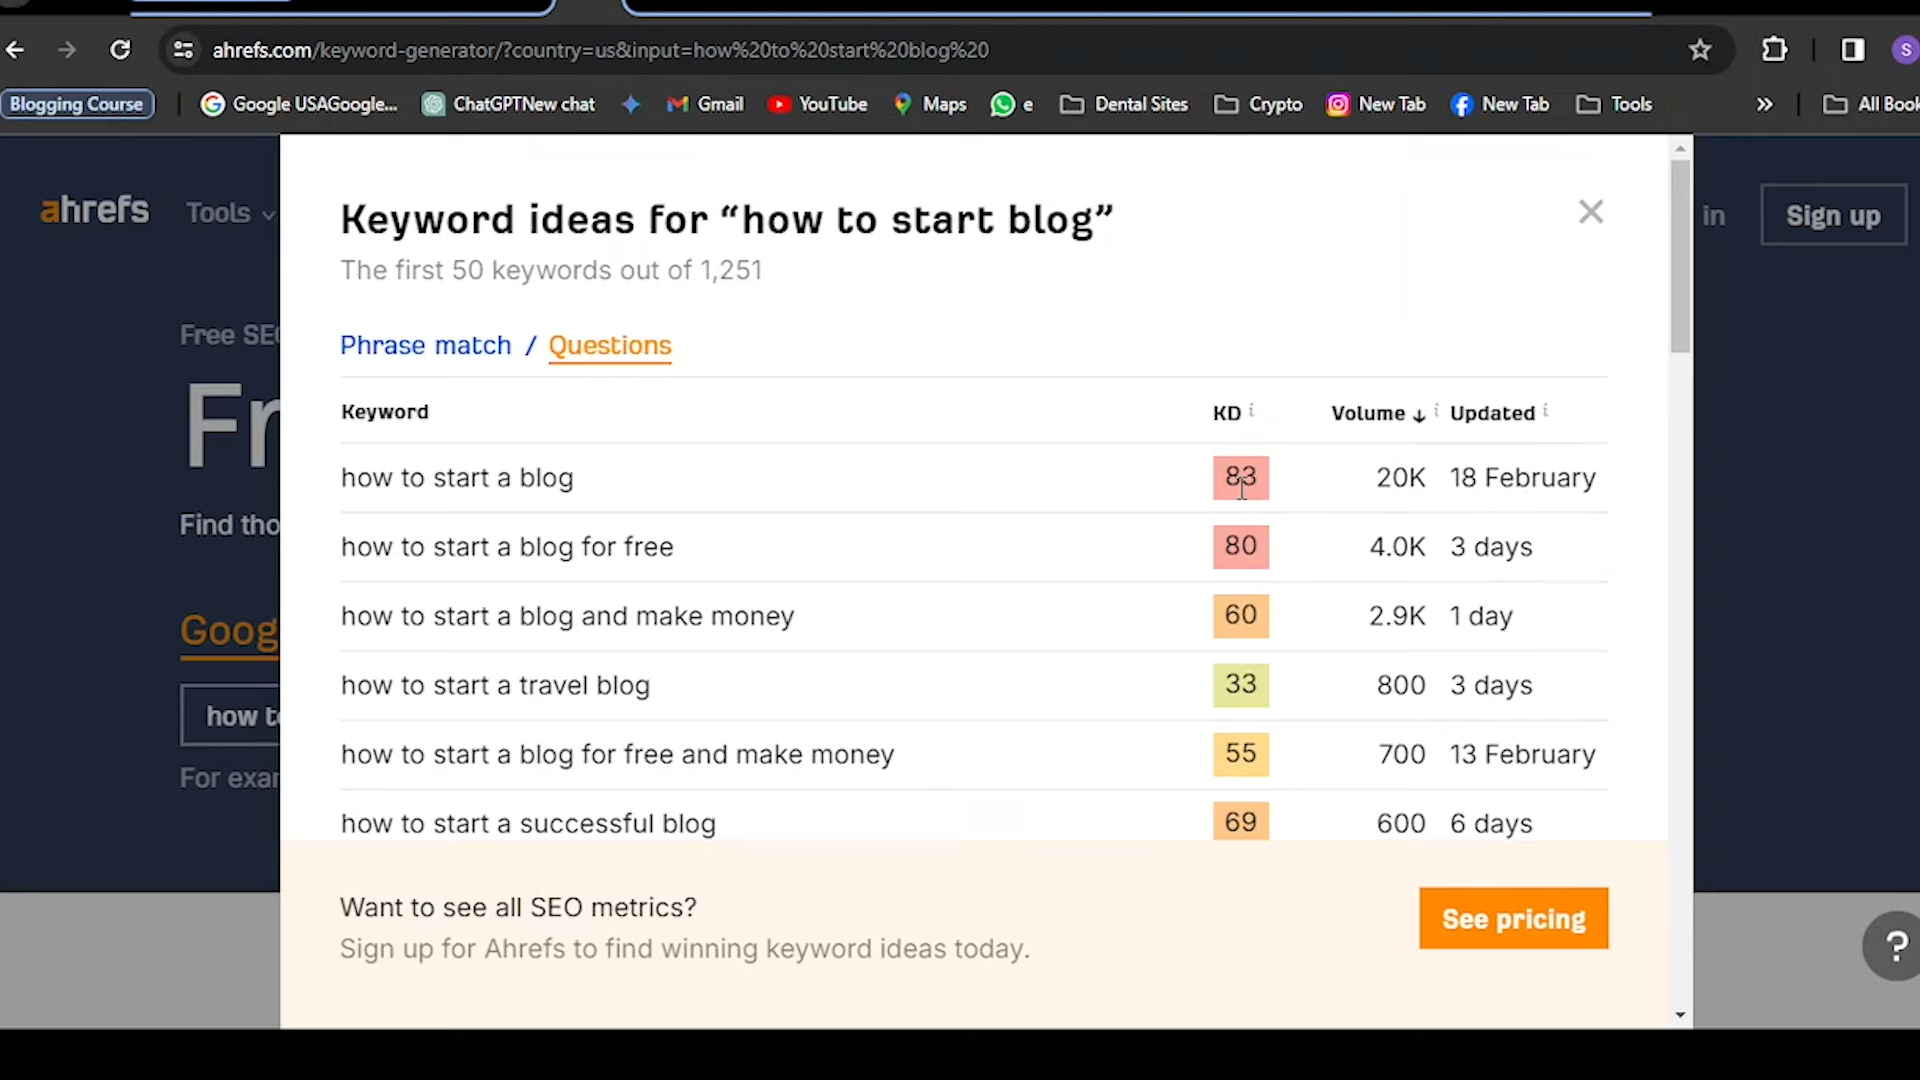 ahrefs.com/keyword-generator/?country=us&input=how%20to%20start%20blog%20
S
Blogging Course
Google USAGoogle...
ChatGPTNew chat
Gmail
YouTube
Maps
e
Dental Sites
Crypto
New Tab
New Tab
Tools
»
All Book
ahrefs
Tools
in
Sign up
Free SE
Fr
Find tho
Goog
how t
For exa
Keyword ideas for “how to start blog”
The first 50 keywords out of 1,251
Phrase match / Questions
Keyword KD i Volume ↓ i Updated i
how to start a blog 83 20K 18 February
how to start a blog for free 80 4.0K 3 days
how to start a blog and make money 60 2.9K 1 day
how to start a travel blog 33 800 3 days
how to start a blog for free and make money 55 700 13 February
how to start a successful blog 69 600 6 days
Want to see all SEO metrics?
Sign up for Ahrefs to find winning keyword ideas today.
See pricing
?